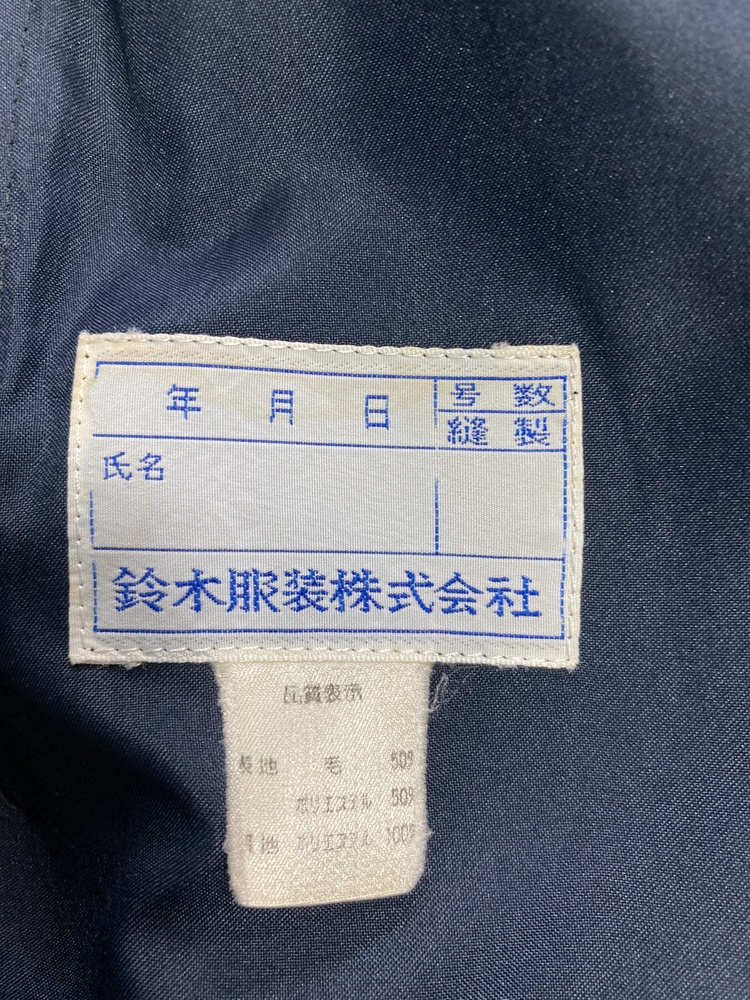 年 月 日
号 数
縫 製
氏名
鈴木服装株式会社
品質表示
表地 毛 50%
ポリエステル 50%
裏地 ポリエステル 100%